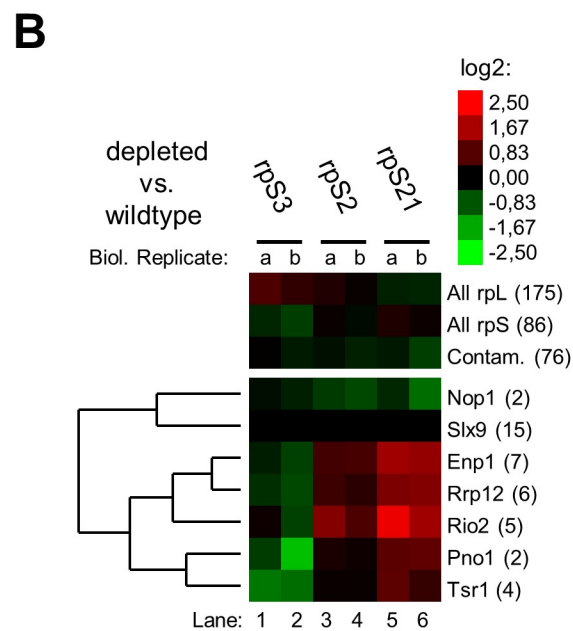 B
log2:
2,50
1,67
0,83
0,00
-0,83
-1,67
-2,50
depleted
vs.
wildtype
rpS3 rpS2 rpS21
Biol. Replicate: a b a b a b
All rpL (175)
All rpS (86)
Contam. (76)
Nop1 (2)
Slx9 (15)
Enp1 (7)
Rrp12 (6)
Rio2 (5)
Pno1 (2)
Tsr1 (4)
Lane: 1 2 3 4 5 6